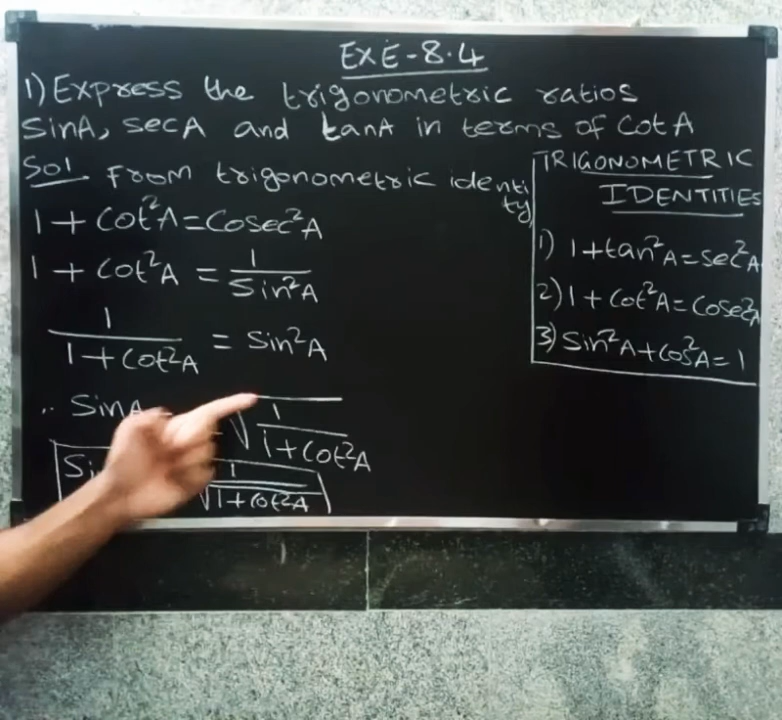 EXE-8.4
1) Express the trigonometric ratios
SinA, secA and tanA in terms of CotA
Sol. From trigonometric identity
1 + Cot²A = Cosec²A
1 + Cot²A = 1/Sin²A
1/(1 + Cot²A) = Sin²A
∴ SinA = √(1/(1 + Cot²A))
1/√(1 + Cot²A)
TRIGONOMETRIC
IDENTITIES
1) 1+tan²A=sec²A
2) 1+Cot²A=Cosec²A
3) Sin²A+Cos²A=1